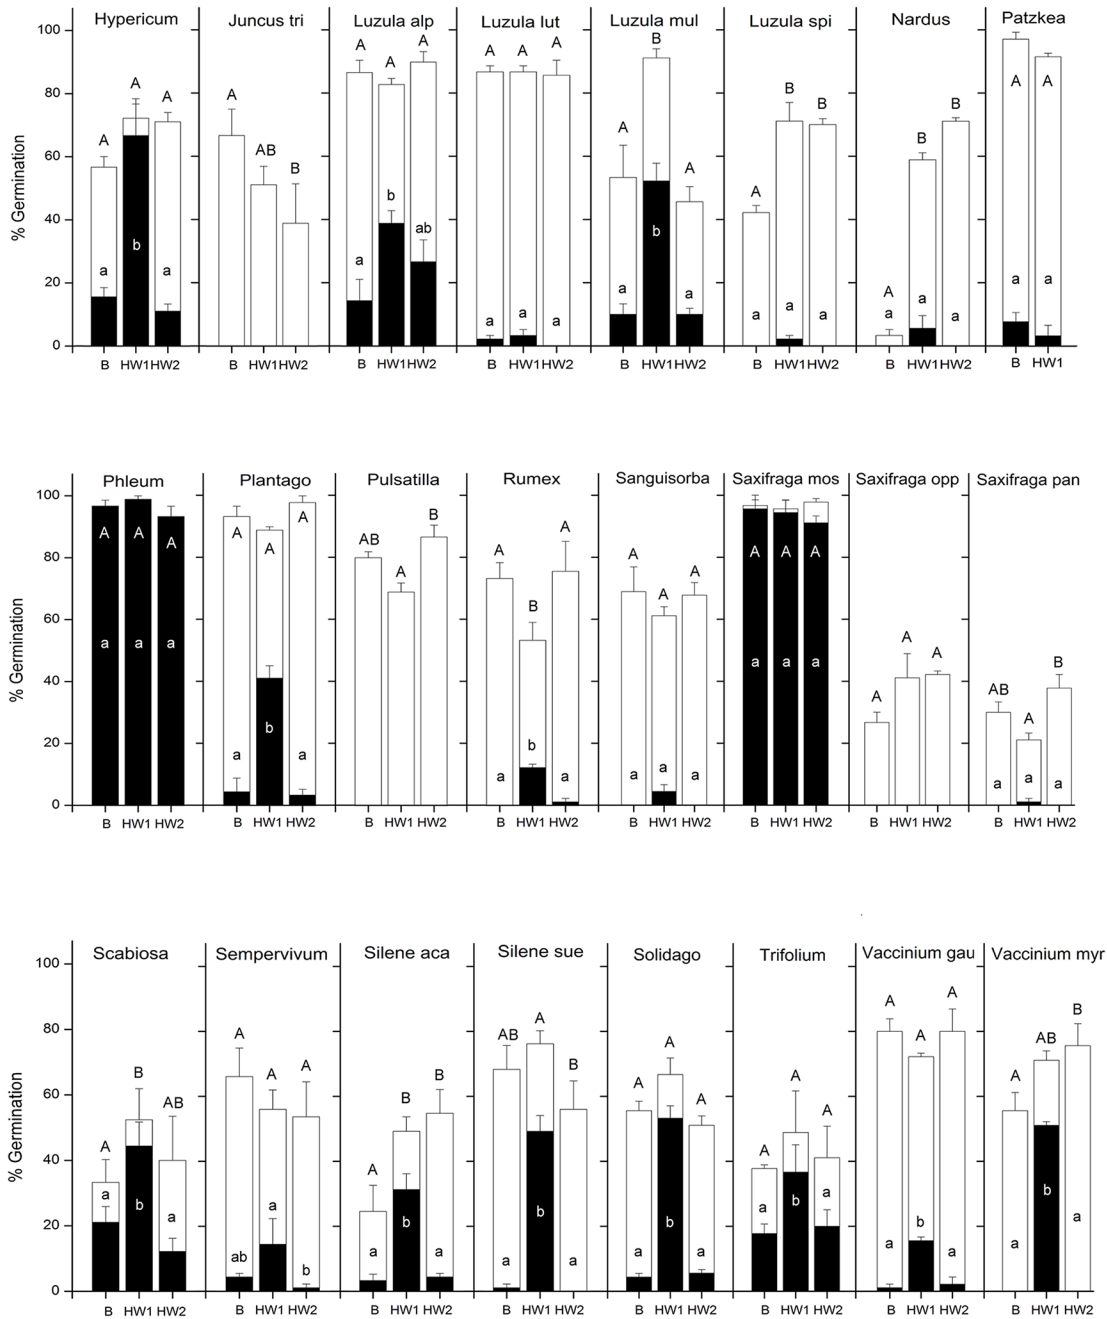 Hypericum Juncus tri Luzula alp Luzula lut Luzula mul Luzula spi Nardus Patzkea
% Germination
100
80
60
40
20
0
A A A A AB B A A A A A A A B A A B B A B B A A
a b a a b ab a a a a b a a a a a a a a a
B HW1 HW2 B HW1 HW2 B HW1 HW2 B HW1 HW2 B HW1 HW2 B HW1 HW2 B HW1 HW2 B HW1
Phleum Plantago Pulsatilla Rumex Sanguisorba Saxifraga mos Saxifraga opp Saxifraga pan
% Germination
100
80
60
40
20
0
A A A A A A AB A B A B A A A A A A A A A A AB A B
a a a a b a a b a a a a a a a a a a
B HW1 HW2 B HW1 HW2 B HW1 HW2 B HW1 HW2 B HW1 HW2 B HW1 HW2 B HW1 HW2 B HW1 HW2
Scabiosa Sempervivum Silene aca Silene sue Solidago Trifolium Vaccinium gau Vaccinium myr
% Germination
100
80
60
40
20
0
A B AB A A A A B B AB A B A A A A A A A A A A AB B
a b a ab a b a b a a b a a b a a b a a b a a b a
B HW1 HW2 B HW1 HW2 B HW1 HW2 B HW1 HW2 B HW1 HW2 B HW1 HW2 B HW1 HW2 B HW1 HW2